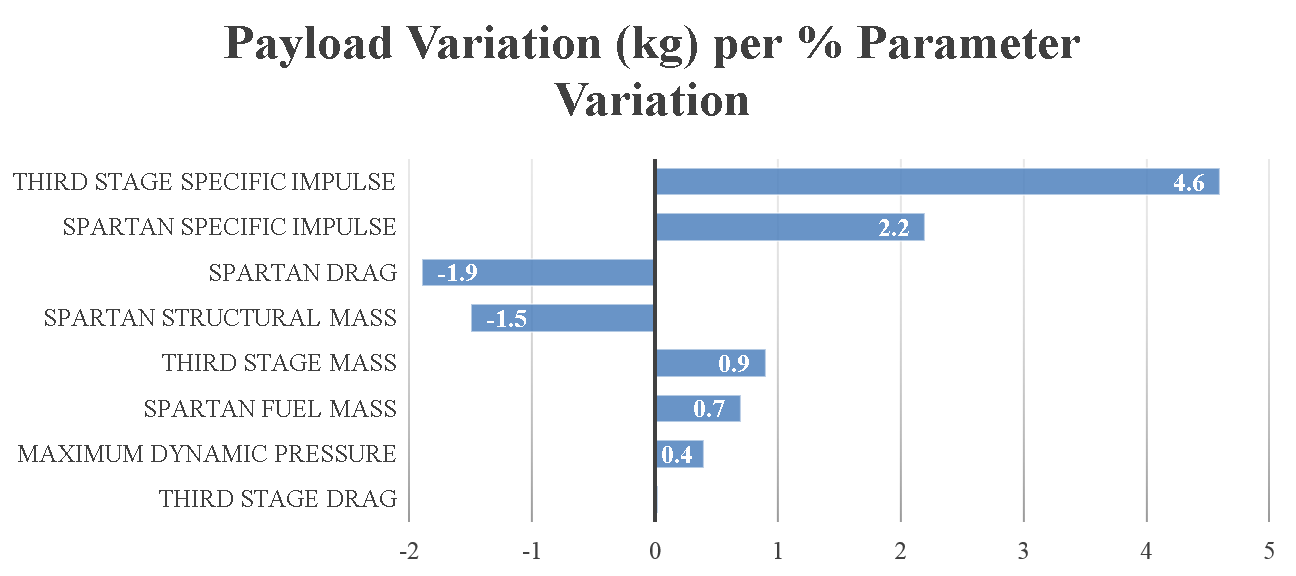 Payload Variation (kg) per % Parameter
Variation
THIRD STAGE SPECIFIC IMPULSE 4.6
SPARTAN SPECIFIC IMPULSE 2.2
SPARTAN DRAG -1.9
SPARTAN STRUCTURAL MASS -1.5
THIRD STAGE MASS 0.9
SPARTAN FUEL MASS 0.7
MAXIMUM DYNAMIC PRESSURE 0.4
THIRD STAGE DRAG
-2 -1 0 1 2 3 4 5